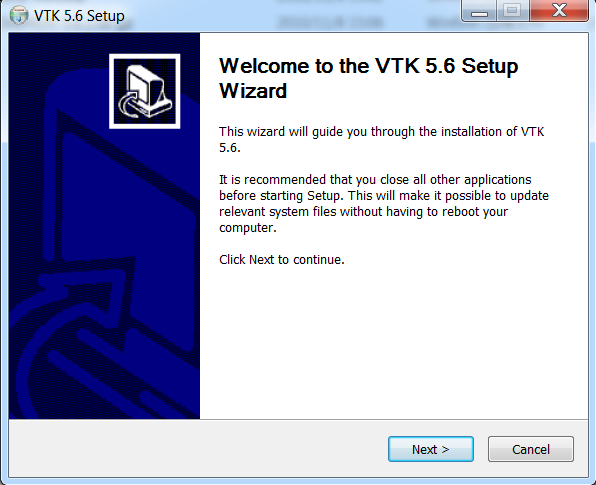 VTK 5.6 Setup
Welcome to the VTK 5.6 Setup
Wizard
This wizard will guide you through the installation of VTK
5.6.
It is recommended that you close all other applications
before starting Setup. This will make it possible to update
relevant system files without having to reboot your
computer.
Click Next to continue.
Next >
Cancel